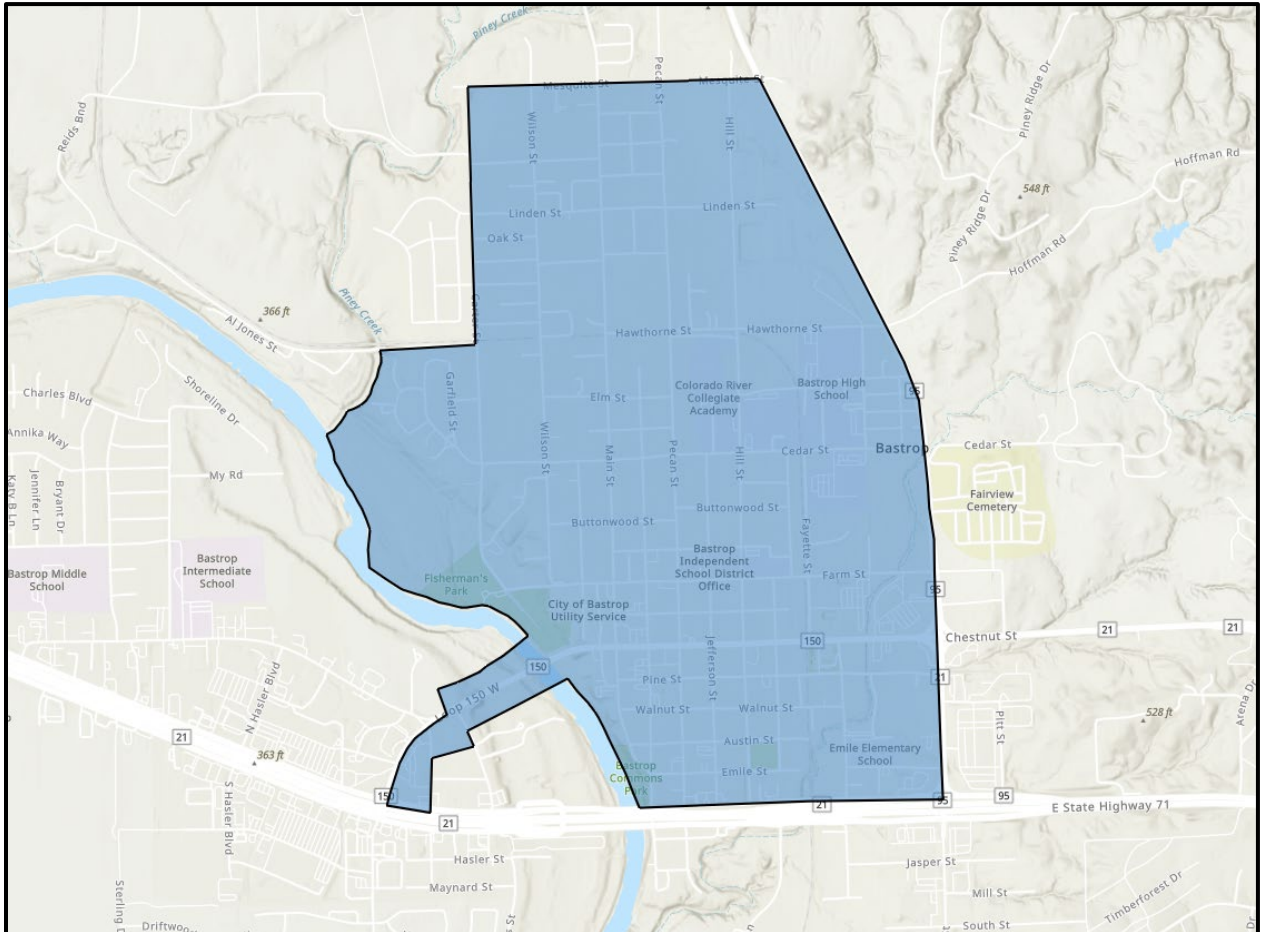 Piney Creek
Mesquite St
Mesquite St
Pecan St
Wilson St
Hill St
Reids Bnd
Piney Ridge Dr
Hoffman Rd
548 ft
Linden St
Linden St
Oak St
Piney Ridge Dr
Hoffman Rd
Piney Creek
366 ft
Al Jones St
Hawthorne St
Hawthorne St
Charles Blvd
Shoreline Dr
Garfield St
Elm St
Colorado River
Collegiate
Academy
Bastrop High
School
95
Annika Way
Wilson St
Main St
Pecan St
Hill St
Cedar St
Bastrop
Cedar St
My Rd
Katy B Ln
Jennifer Ln
Bryant Dr
Fairview
Cemetery
Buttonwood St
Buttonwood St
Fayette St
Bastrop Middle
School
Bastrop
Intermediate
School
Fisherman's
Park
Bastrop
Independent
School District
Office
Farm St
95
City of Bastrop
Utility Service
150
Chestnut St
21
21
150
Jefferson St
Pine St
21
N Hasler Blvd
Loop 150 W
Walnut St
Walnut St
Pitt St
528 ft
Arena Dr
21
363 ft
Austin St
Emile Elementary
School
Bastrop
Commons
Park
Emile St
S Hasler Blvd
150
21
21
95
95
E State Highway 71
Hasler St
Jasper St
Maynard St
Mill St
Timberforest Dr
South St